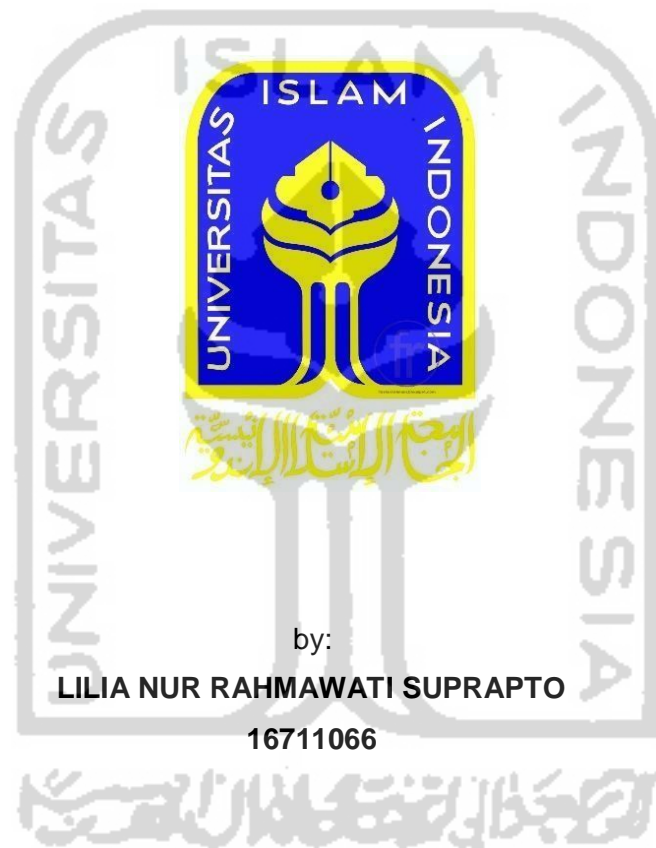 ISLAM
UNIVERSITAS
INDONESIA
by:
LILIA NUR RAHMAWATI SUPRAPTO
16711066